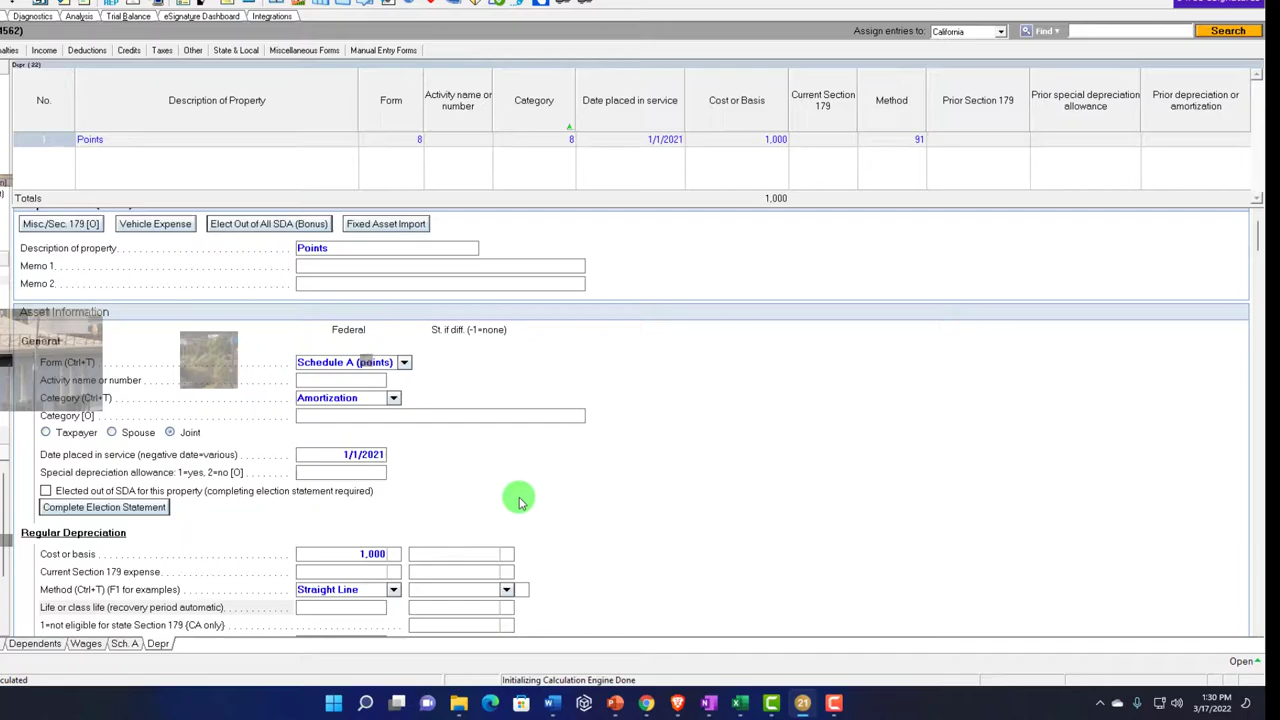 Diagnostics Analysis Trial Balance eSignature Dashboard Integrations
Assign entries to: California Find Search
Income Deductions Credits Taxes Other State & Local Miscellaneous Forms Manual Entry Forms
Depr (22)
No. Description of Property Form Activity name or number Category Date placed in service Cost or Basis Current Section 179 Method Prior Section 179 Prior special depreciation allowance Prior depreciation or amortization
1 Points 8 8 1/1/2021 1,000 91
Totals 1,000
Misc./Sec. 179 [O] Vehicle Expense Elect Out of All SDA (Bonus) Fixed Asset Import
Description of property Points
Memo 1
Memo 2
Asset Information
Federal St. if diff. (-1=none)
General
Form (Ctrl+T) Schedule A (points)
Activity name or number
Category (Ctrl+T) Amortization
Category [O]
Taxpayer Spouse Joint
Date placed in service (negative date=various) 1/1/2021
Special depreciation allowance: 1=yes, 2=no [O]
Elected out of SDA for this property (completing election statement required)
Complete Election Statement
Regular Depreciation
Cost or basis 1,000
Current Section 179 expense
Method (Ctrl+T) (F1 for examples) Straight Line
Life or class life (recovery period automatic)
1=not eligible for state Section 179 {CA only}
Dependents Wages Sch. A Depr
Open
Initializing Calculation Engine Done
21
1:30 PM
3/17/2022